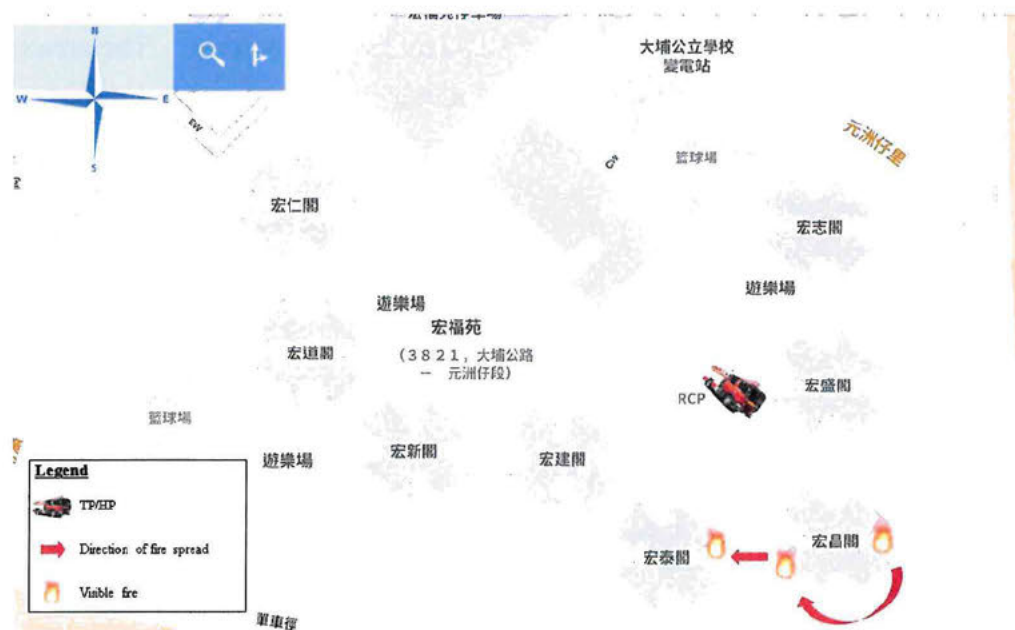 N
W
E
S
大埔公立學校
變電站
元洲仔里
籃球場
宏仁閣
宏志閣
遊樂場
遊樂場
宏福苑
(3821, 大埔公路
— 元洲仔段)
宏道閣
宏盛閣
RCP
籃球場
遊樂場
宏新閣
宏建閣
宏泰閣
宏昌閣
Legend
TP/HP
Direction of fire spread
Visible fire
單車徑